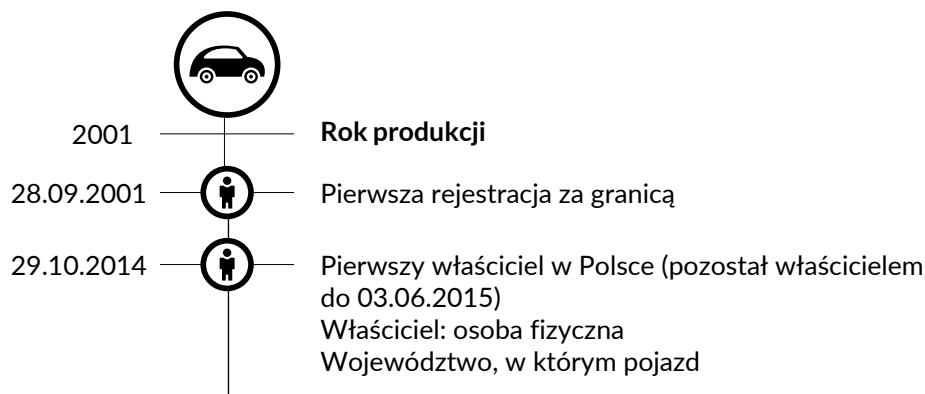 2001 Rok produkcji
28.09.2001 Pierwsza rejestracja za granicą
29.10.2014 Pierwszy właściciel w Polsce (pozostał właścicielem
do 03.06.2015)
Właściciel: osoba fizyczna
Województwo, w którym pojazd